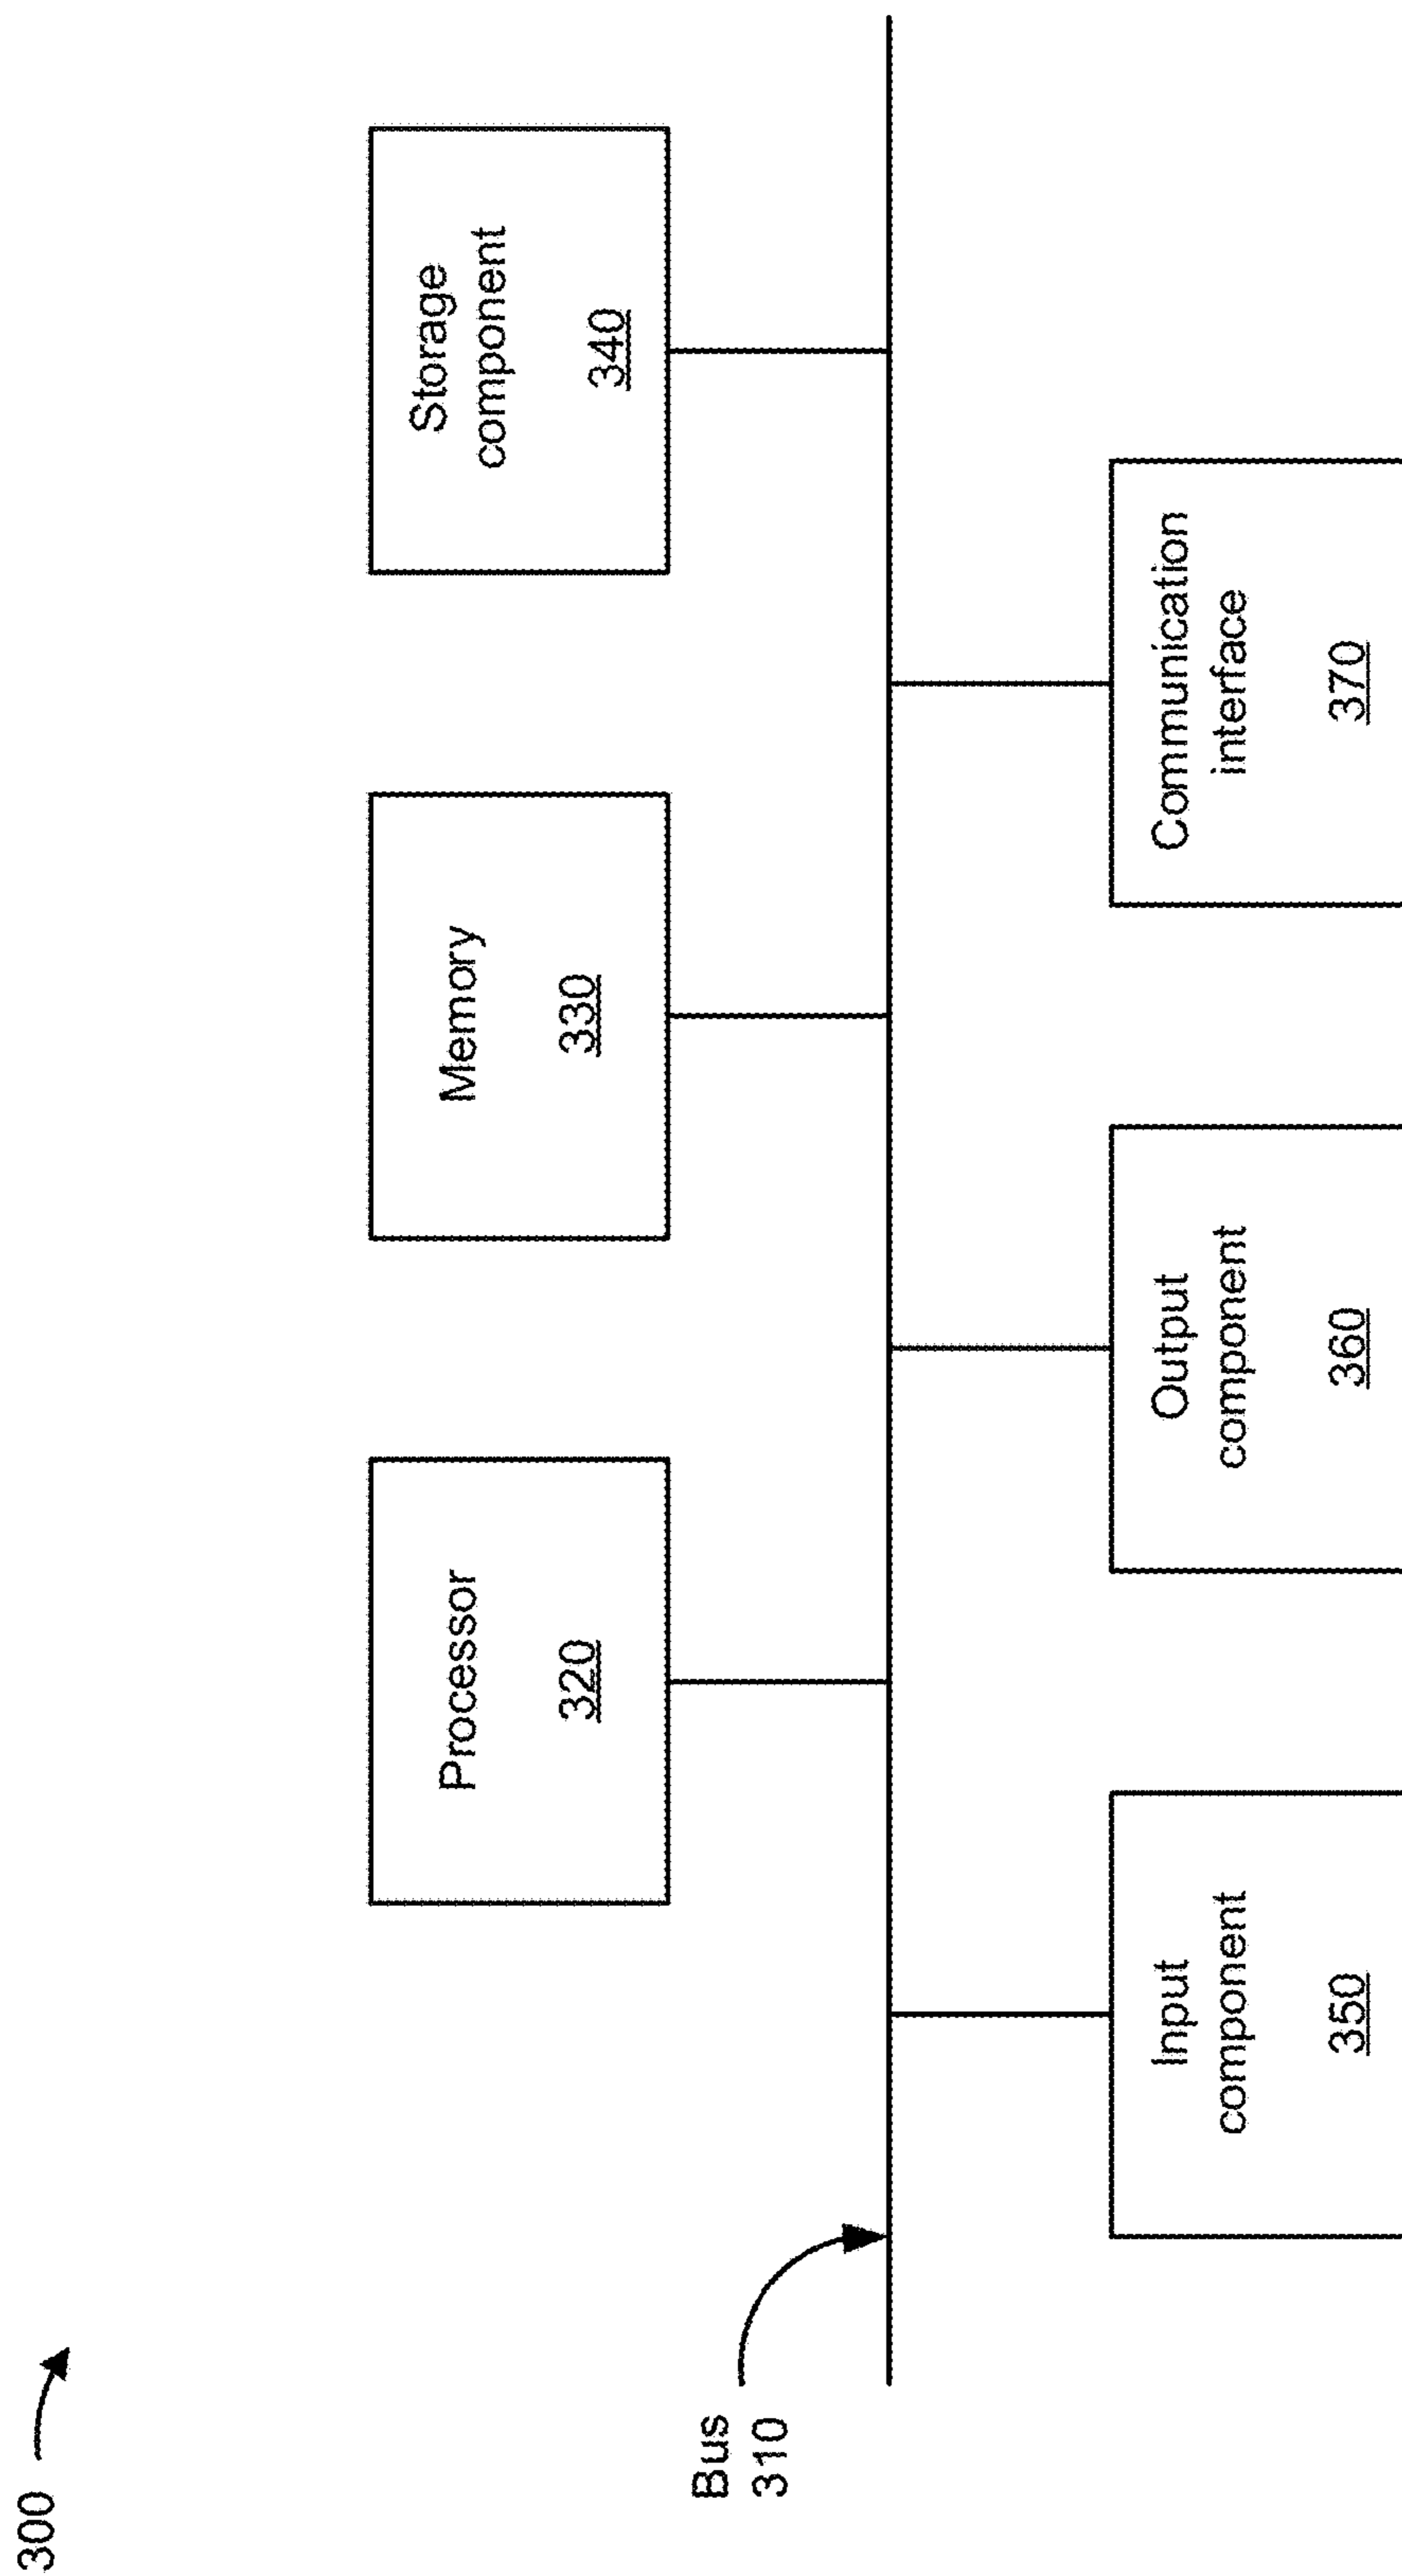 300
Processor
320
Memory
330
Storage
component
340
Bus
310
Input
component
350
Output
component
360
Communication
interface
370